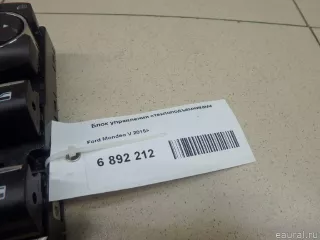 Блок управления стеклоподъемниками
Ford Mondeo V 2015>
6 892 212
eaural.ru